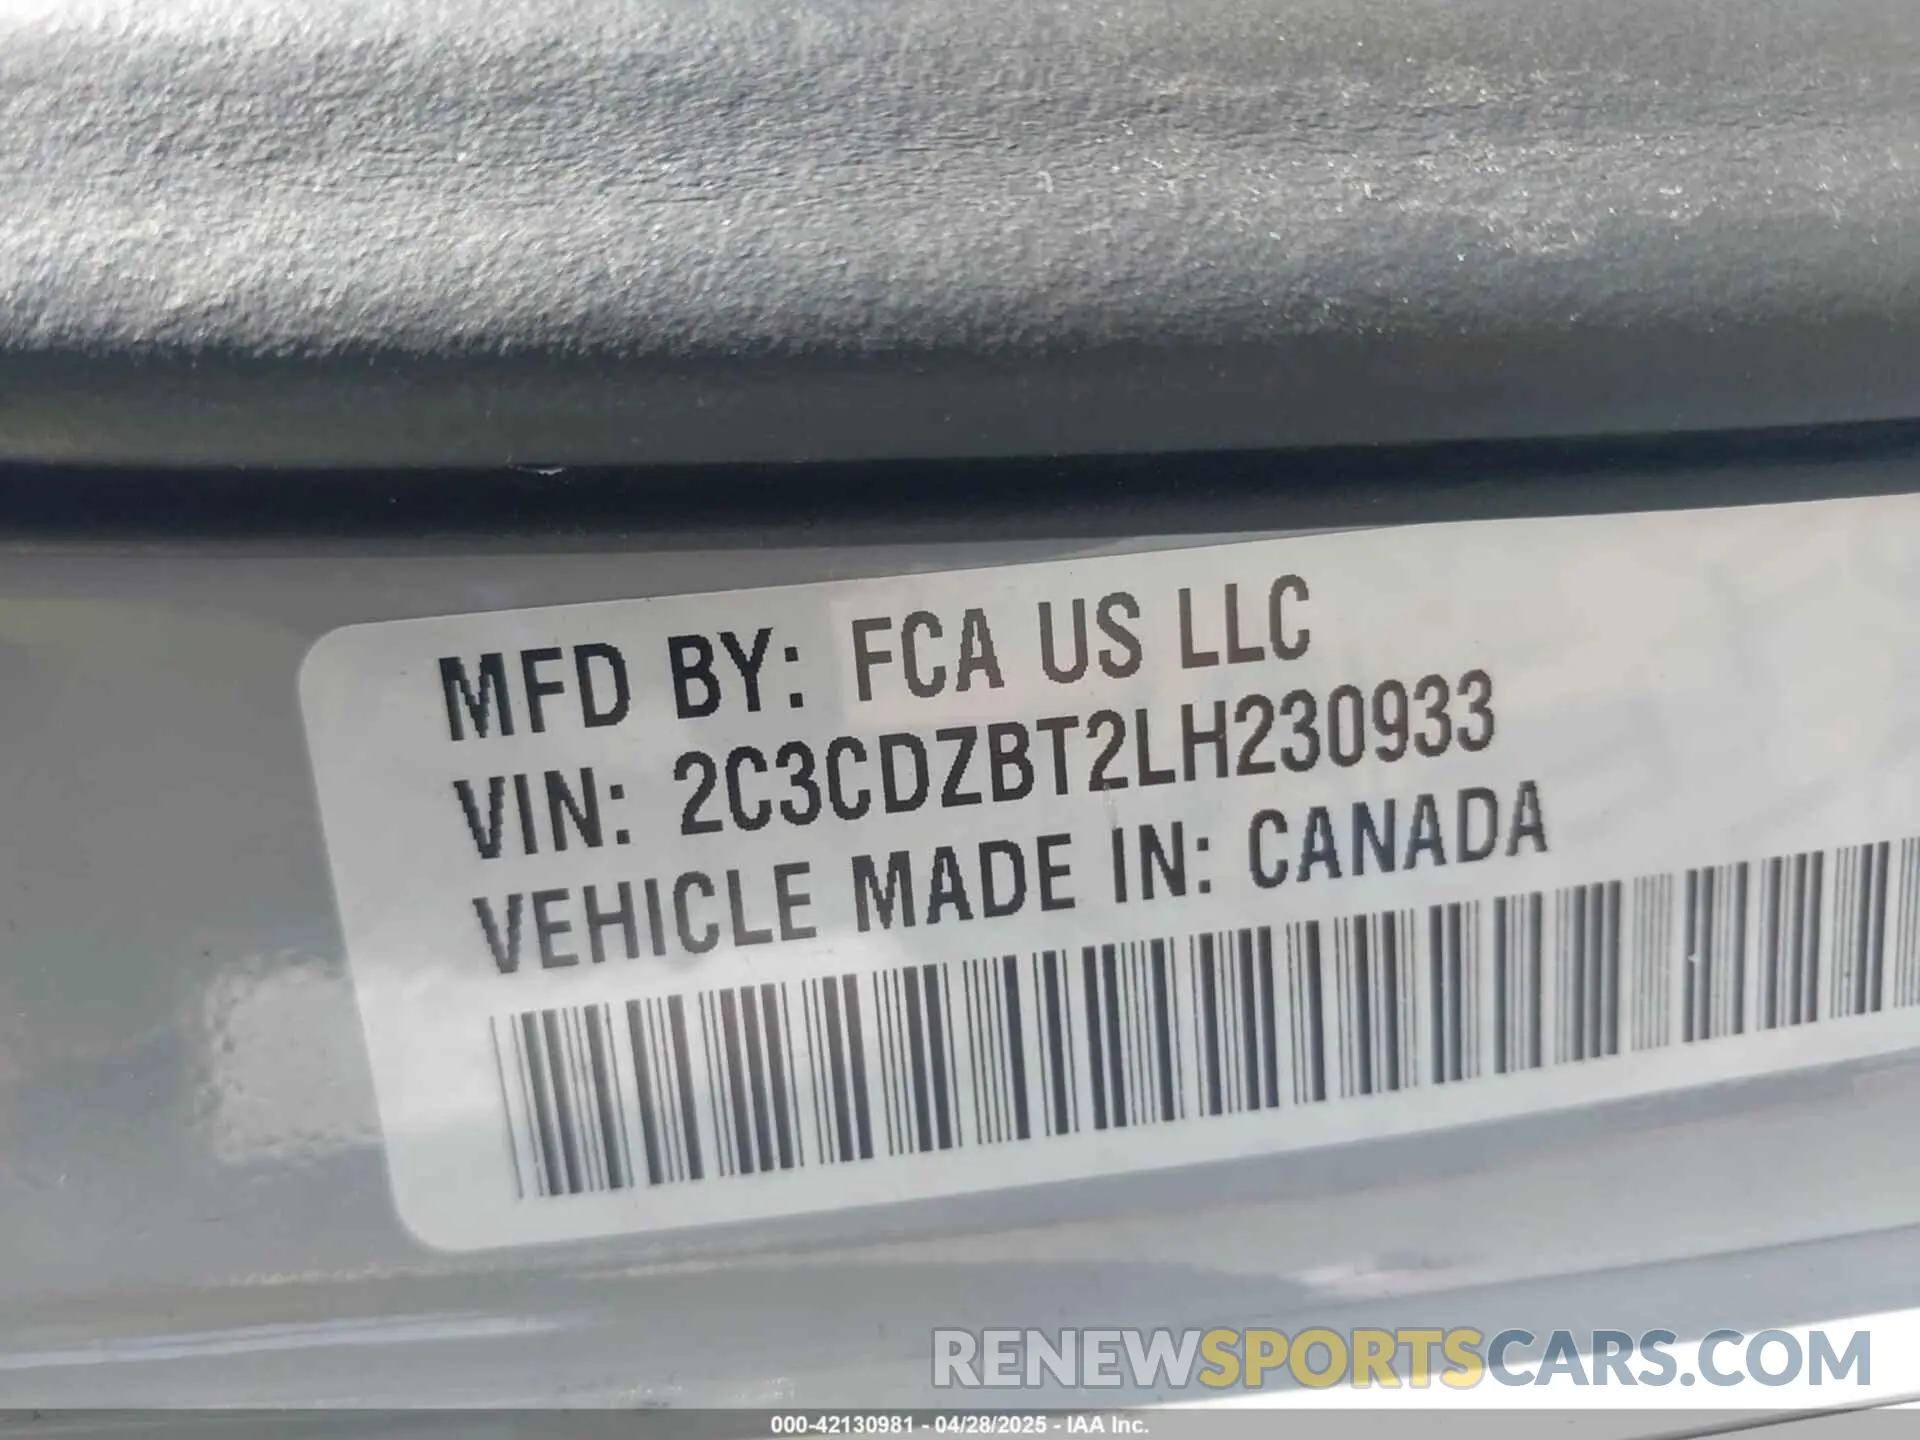 MFD BY: FCA US LLC
VIN: 2C3CDZBT2LH230933
VEHICLE MADE IN: CANADA
RENEWSPORTSCARS.COM
000-42130981 - 04/28/2025 - IAA Inc.